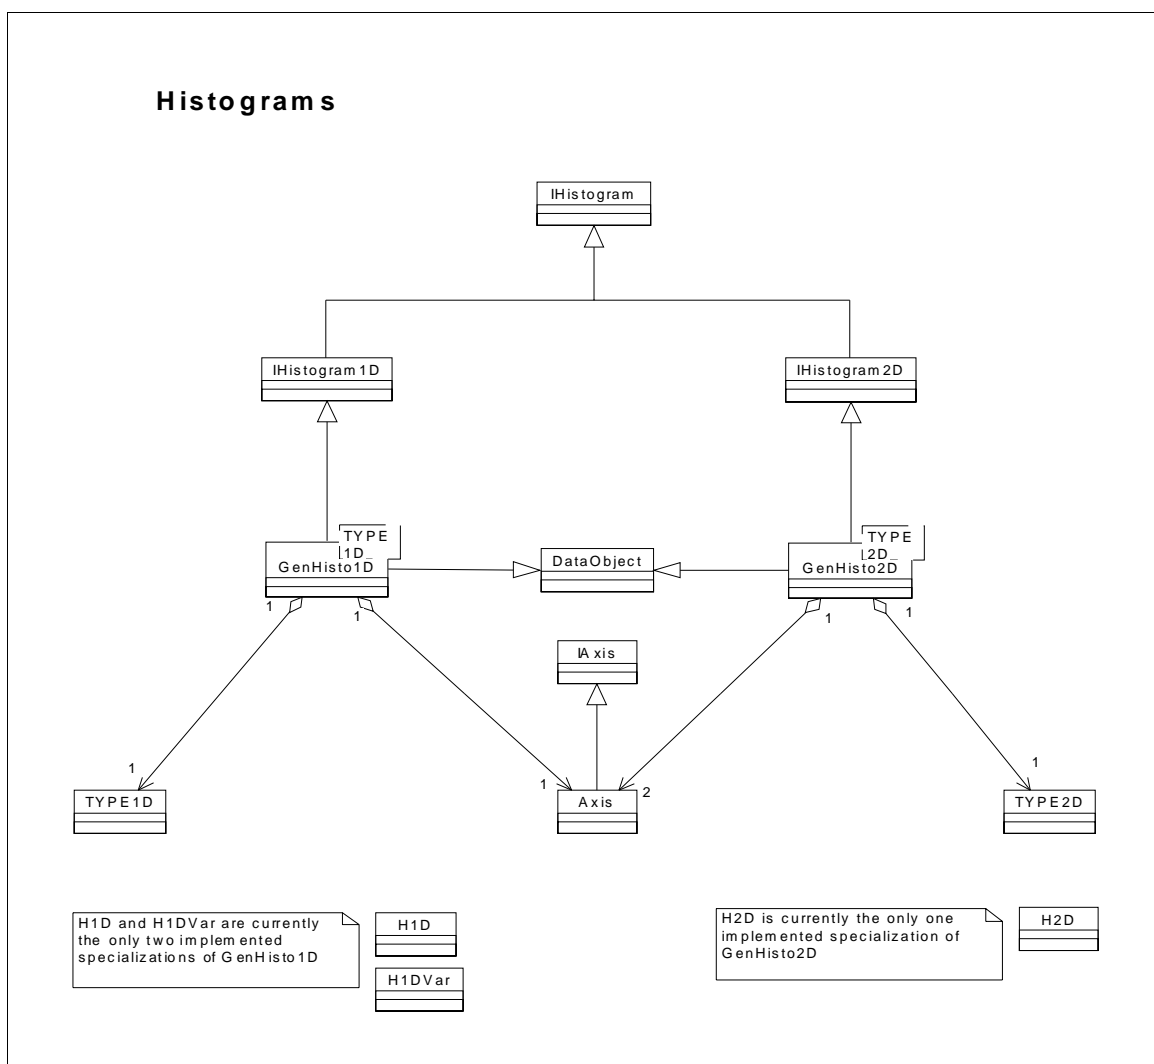 Histograms
IHistogram
IHistogram1D
IHistogram2D
TYPE
1D
GenHisto1D
DataObject
TYPE
2D
GenHisto2D
1
1
1
1
IAxis
1
1
2
1
TYPE1D
Axis
TYPE2D
H1D and H1DVar are currently
the only two implemented
specializations of GenHisto1D
H1D
H1DVar
H2D is currently the only one
implemented specialization of
GenHisto2D
H2D